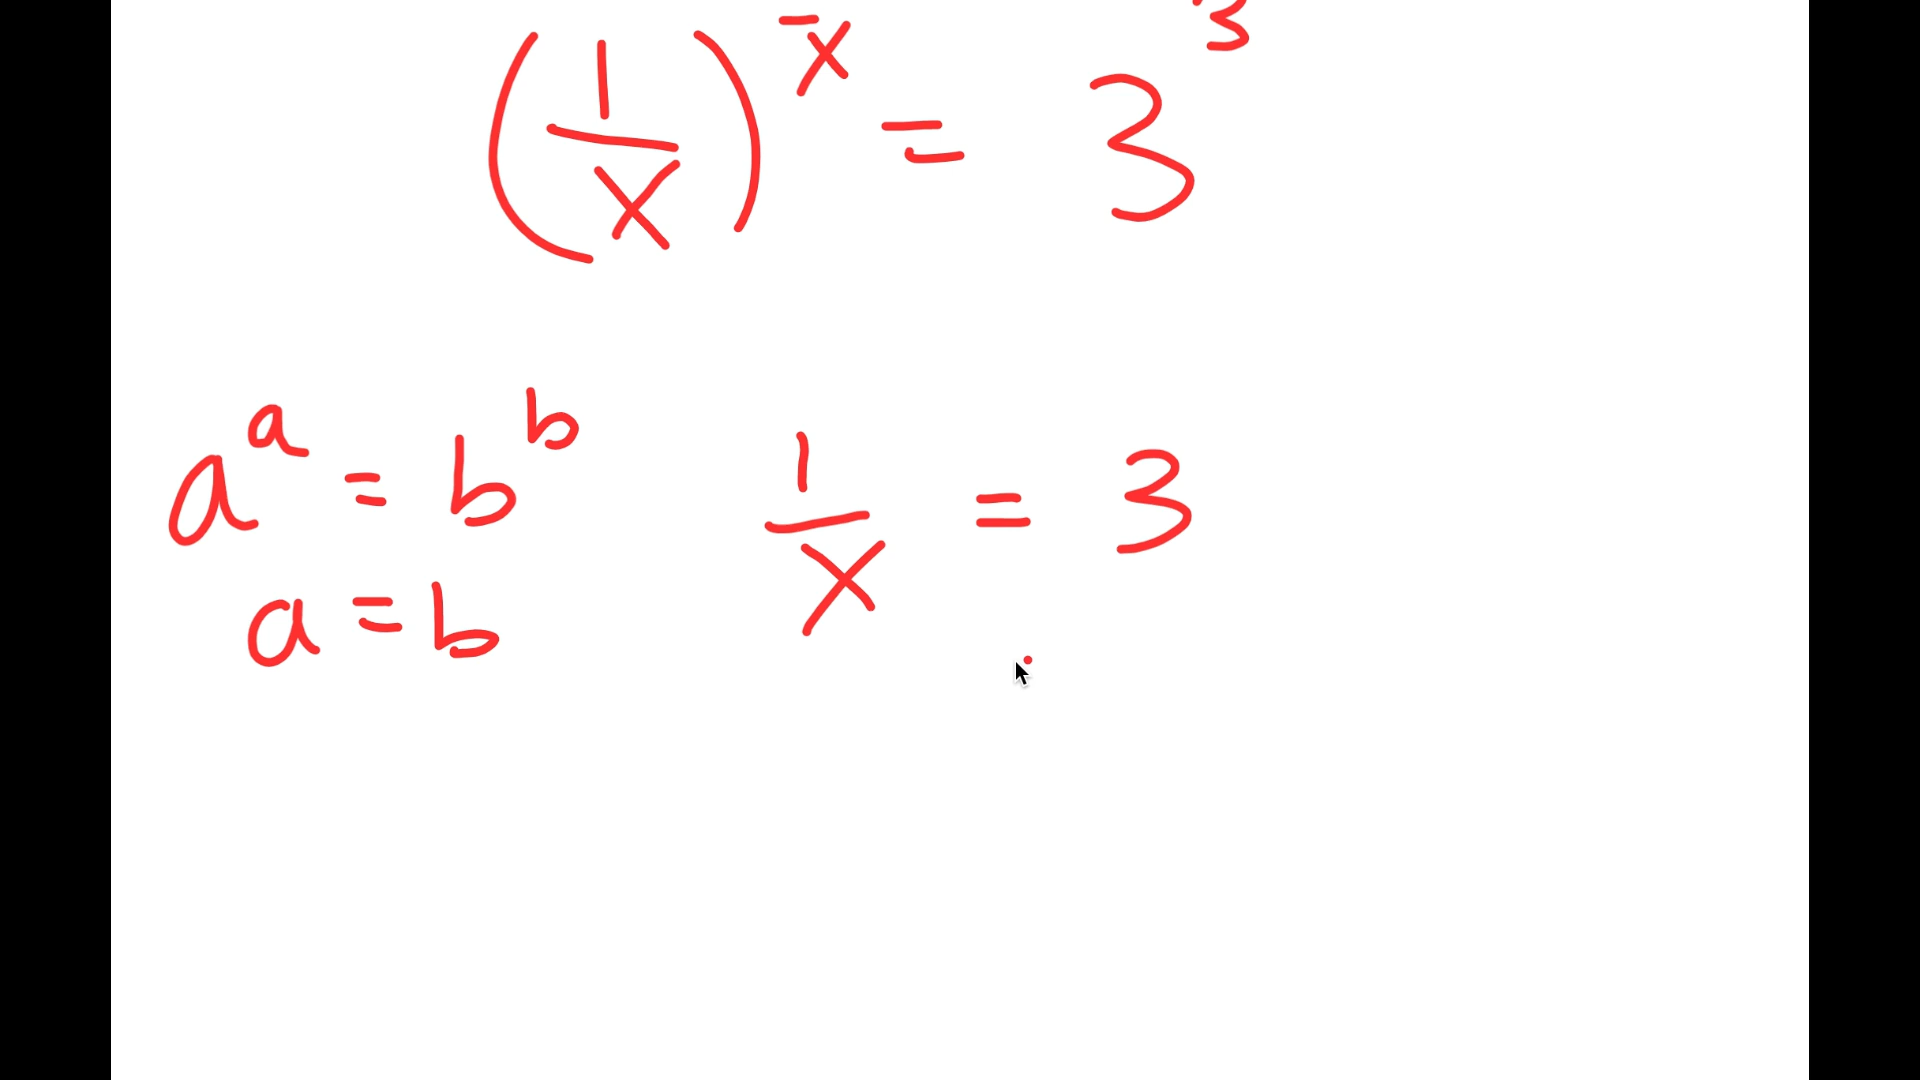 (1/x)^(‾x) = 3^3
a^a = b^b
1/x = 3
a = b